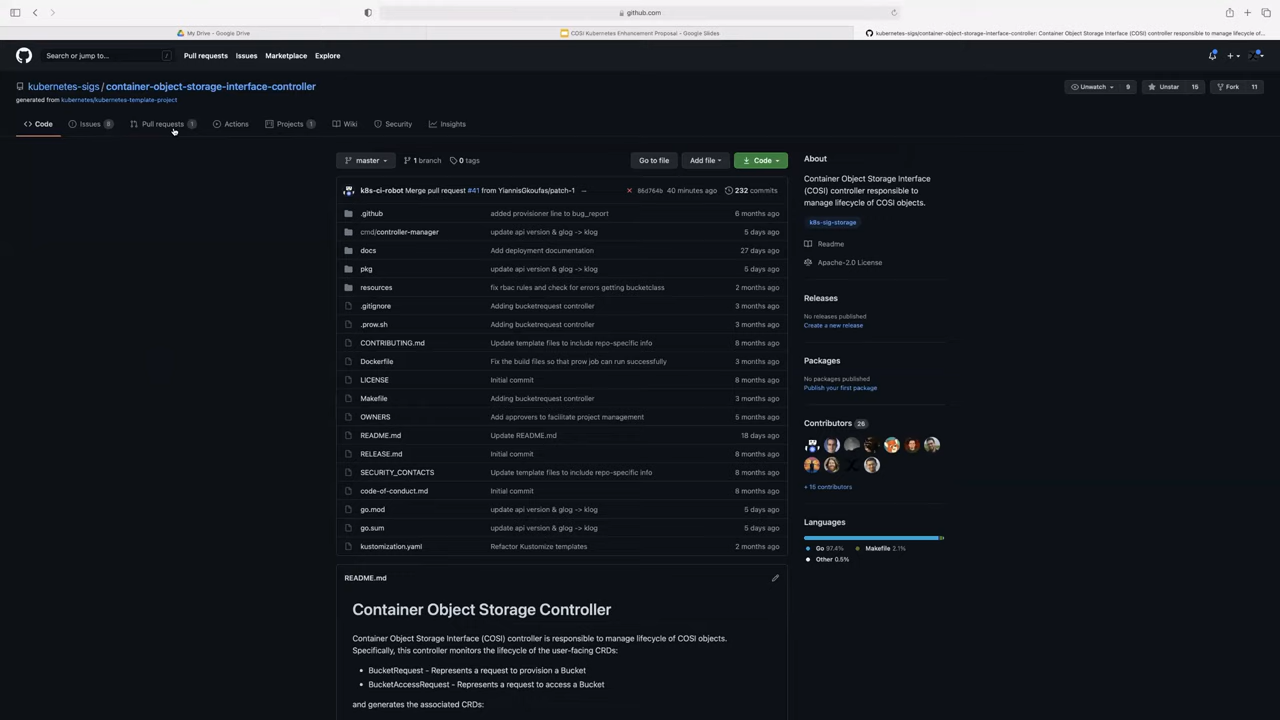 github.com
My Drive - Google Drive
COSI Kubernetes Enhancement Proposal - Google Slides
kubernetes-sigs/container-object-storage-interface-controller: Container Object Storage Interface (COSI) controller responsible to manage lifecycle of...
Search or jump to... /
Pull requests Issues Marketplace Explore
kubernetes-sigs / container-object-storage-interface-controller
Unwatch 9 Unstar 15 Fork 11
generated from kubernetes/kubernetes-template-project
Code Issues 8 Pull requests 1 Actions Projects 1 Wiki Security Insights
master 1 branch 0 tags Go to file Add file Code
k8s-ci-robot Merge pull request #41 from YiannisGkoufas/patch-1 ... 86d764b 40 minutes ago 232 commits
.github added provisioner line to bug_report 6 months ago
cmd/controller-manager update api version & glog -> klog 5 days ago
docs Add deployment documentation 27 days ago
pkg update api version & glog -> klog 5 days ago
resources fix rbac rules and check for errors getting bucketclass 2 months ago
.gitignore Adding bucketrequest controller 3 months ago
.prow.sh Adding bucketrequest controller 3 months ago
CONTRIBUTING.md Update template files to include repo-specific info 8 months ago
Dockerfile Fix the build files so that prow job can run successfully 3 months ago
LICENSE Initial commit 8 months ago
Makefile Adding bucketrequest controller 3 months ago
OWNERS Add approvers to facilitate project management 5 months ago
README.md Update README.md 18 days ago
RELEASE.md Initial commit 8 months ago
SECURITY_CONTACTS Update template files to include repo-specific info 8 months ago
code-of-conduct.md Initial commit 8 months ago
go.mod update api version & glog -> klog 5 days ago
go.sum update api version & glog -> klog 5 days ago
kustomization.yaml Refactor Kustomize templates 2 months ago
README.md
Container Object Storage Controller
Container Object Storage Interface (COSI) controller is responsible to manage lifecycle of COSI objects.
Specifically, this controller monitors the lifecycle of the user-facing CRDs:
• BucketRequest - Represents a request to provision a Bucket
• BucketAccessRequest - Represents a request to access a Bucket
and generates the associated CRDs:
About
Container Object Storage Interface
(COSI) controller responsible to
manage lifecycle of COSI objects.
k8s-sig-storage
Readme
Apache-2.0 License
Releases
No releases published
Create a new release
Packages
No packages published
Publish your first package
Contributors 26
+ 15 contributors
Languages
Go 97.4% Makefile 2.1%
Other 0.5%